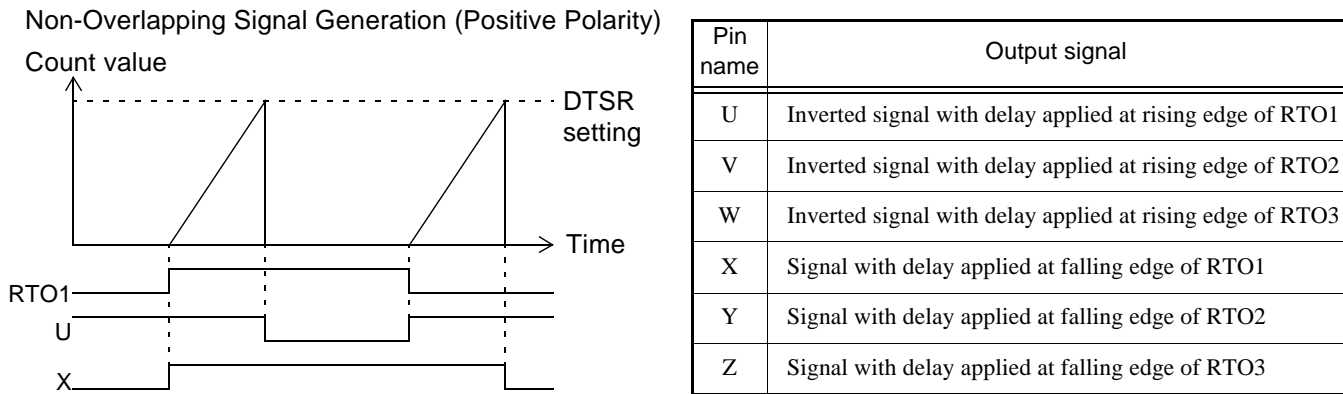 Non-Overlapping Signal Generation (Positive Polarity)
Count value
DTSR
setting
Time
RTO1
U
X
Pin
name
Output signal
U Inverted signal with delay applied at rising edge of RTO1
V Inverted signal with delay applied at rising edge of RTO2
W Inverted signal with delay applied at rising edge of RTO3
X Signal with delay applied at falling edge of RTO1
Y Signal with delay applied at falling edge of RTO2
Z Signal with delay applied at falling edge of RTO3